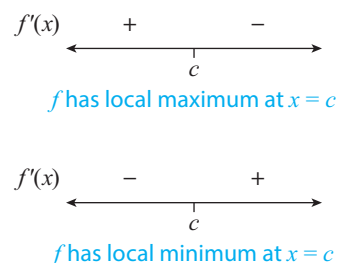 f'(x) + −
c
f has local maximum at x = c
f'(x) − +
c
f has local minimum at x = c